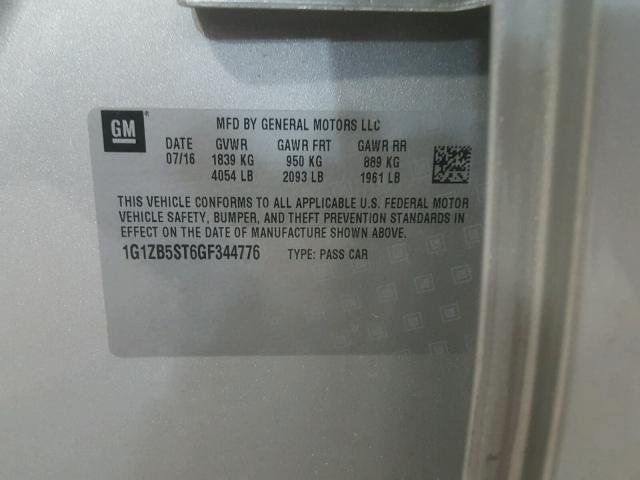 GM ®
MFD BY GENERAL MOTORS LLC
DATE GVWR GAWR FRT GAWR RR
07/16 1839 KG 950 KG 889 KG
4054 LB 2093 LB 1961 LB
THIS VEHICLE CONFORMS TO ALL APPLICABLE U.S. FEDERAL MOTOR
VEHICLE SAFETY, BUMPER, AND THEFT PREVENTION STANDARDS IN
EFFECT ON THE DATE OF MANUFACTURE SHOWN ABOVE.
1G1ZB5ST6GF344776 TYPE: PASS CAR